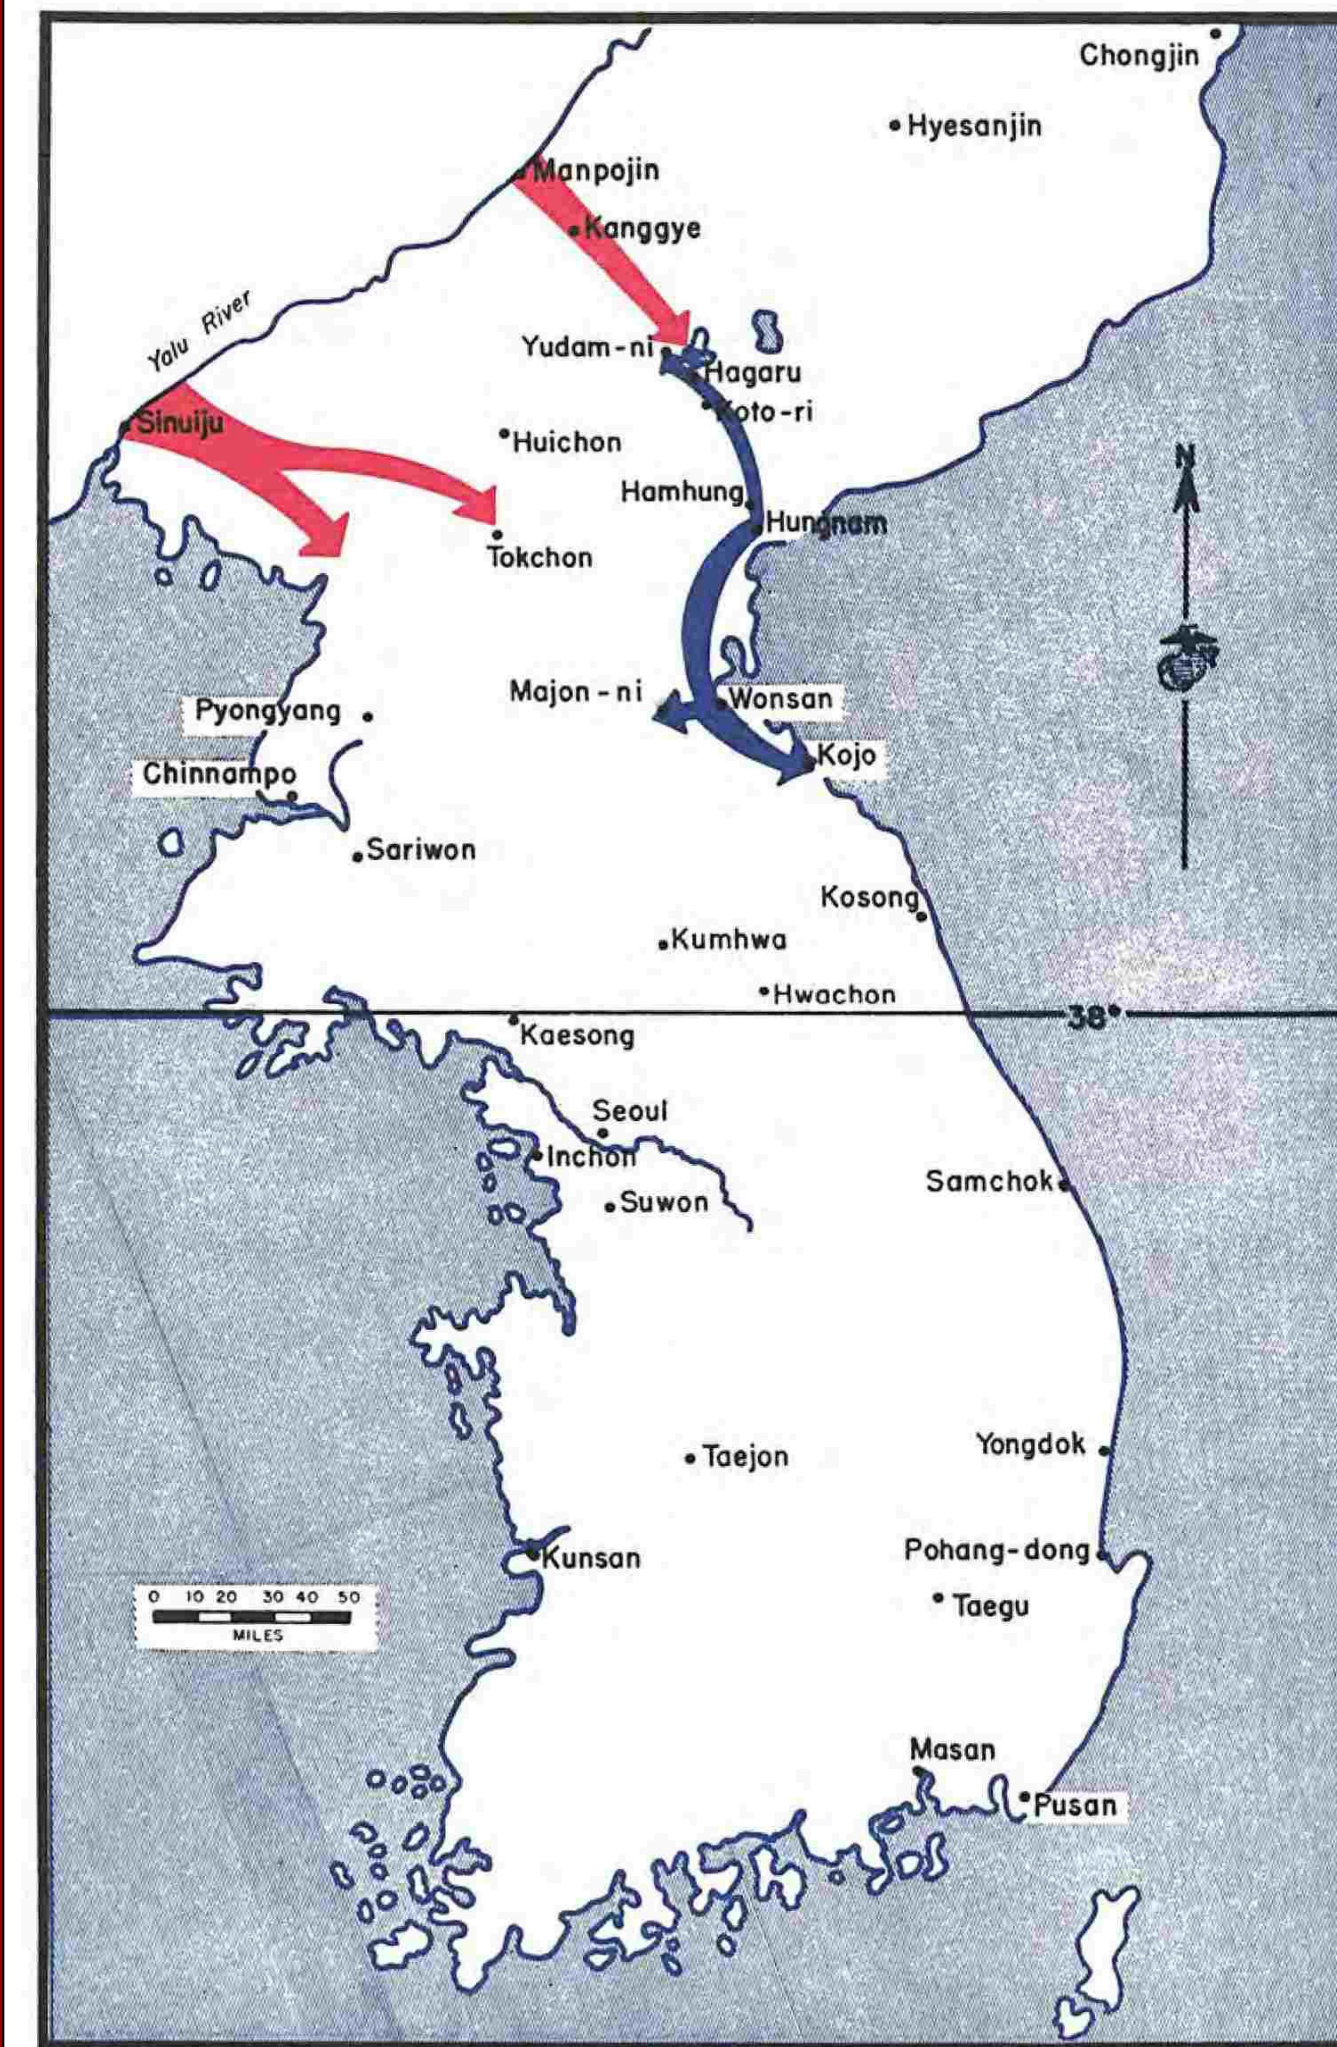 Chongjin
Hyesanjin
Manpojin
Kanggye
Yalu River
Yudam-ni
Hagaru
Koto-ri
Sinuiju
Huichon
N
Hamhung
Hungnam
Tokchon
Majon-ni
Wonsan
Pyongyang
Kojo
Chinnampo
Sariwon
Kosong
Kumhwa
Hwachon
38°
Kaesong
Seoul
Inchon
Samchok
Suwon
Yongdok
Taejon
Pohang-dong
Kunsan
0 10 20 30 40 50
MILES
Taegu
Masan
Pusan